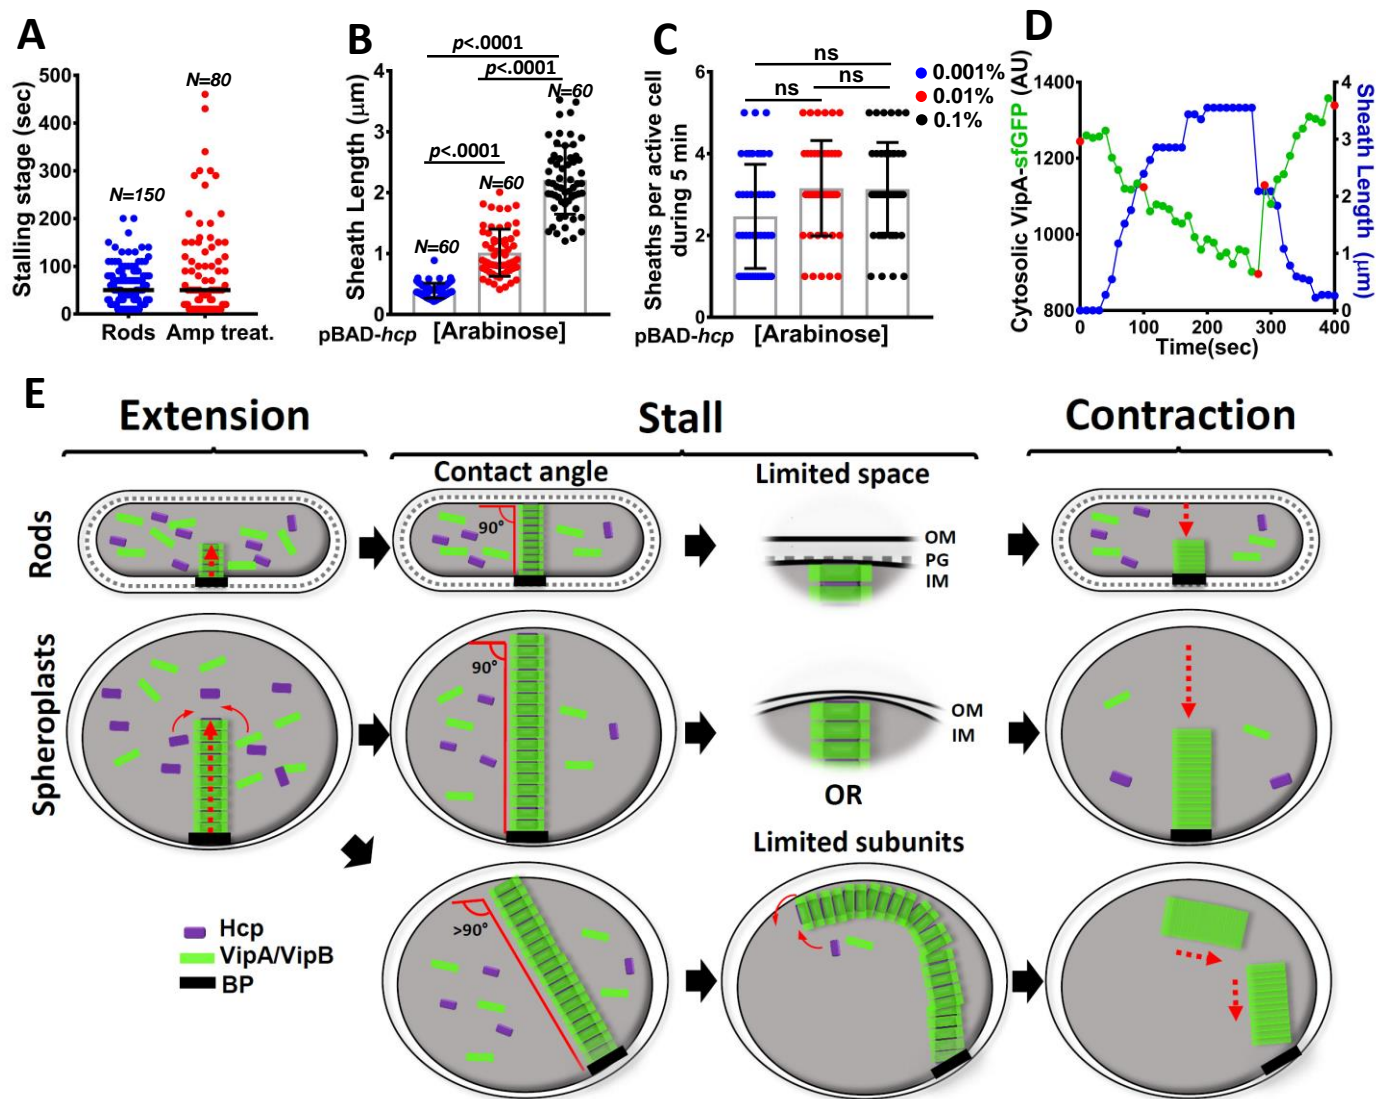 A
Stalling stage (sec)
500
400
300
200
100
0
N=150
N=80
Rods
Amp treat.
B
Sheath Length (μm)
4
3
2
1
0
p<.0001
p<.0001
p<.0001
N=60
N=60
N=60
pBAD-hcp
[Arabinose]
C
Sheaths per active cell
during 5 min
6
4
2
0
ns
ns
ns
0.001%
0.01%
0.1%
pBAD-hcp
[Arabinose]
D
Cytosolic VipA-sfGFP (AU)
1400
1200
1000
800
Sheath Length (μm)
4
3
2
1
0
0
100
200
300
400
Time(sec)
E
Extension
Stall
Contraction
Contact angle
Limited space
Rods
90°
OM
PG
IM
Spheroplasts
90°
OM
IM
OR
Limited subunits
>90°
Hcp
VipA/VipB
BP